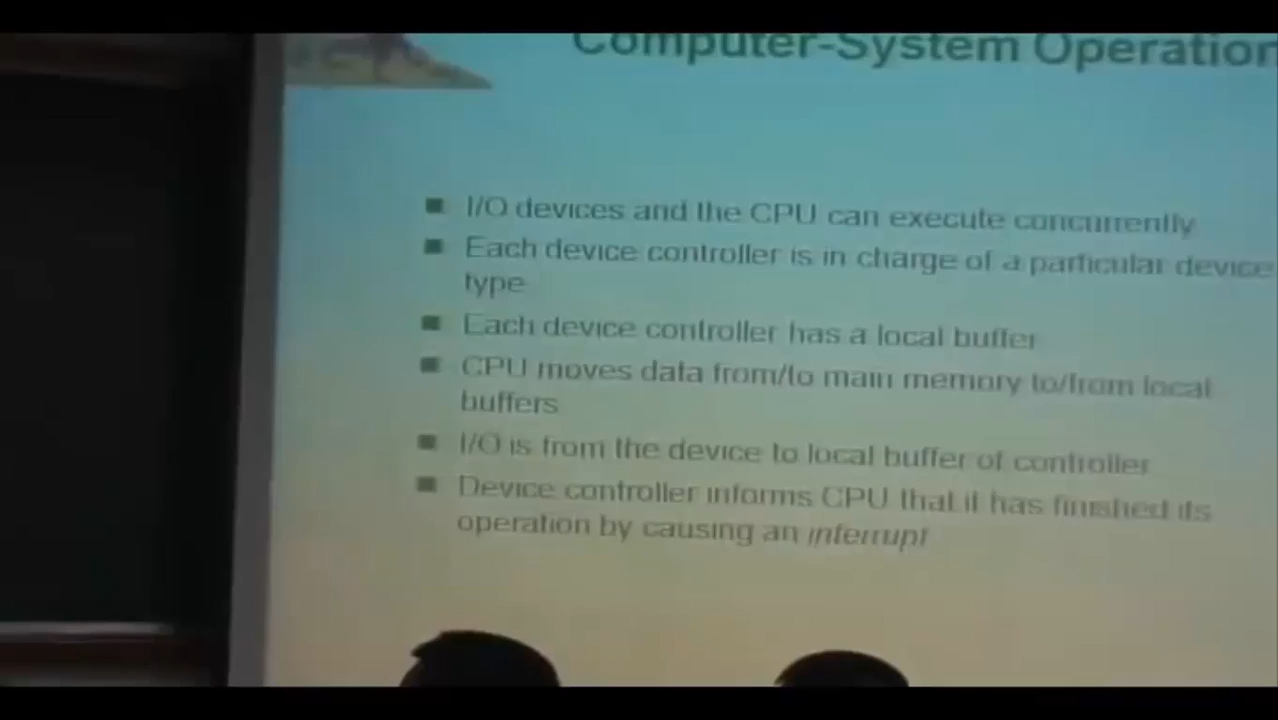 Computer-System Operation
I/O devices and the CPU can execute concurrently
Each device controller is in charge of a particular device
type
Each device controller has a local buffer
CPU moves data from/to main memory to/from local
buffers
I/O is from the device to local buffer of controller
Device controller informs CPU that it has finished its
operation by causing an interrupt